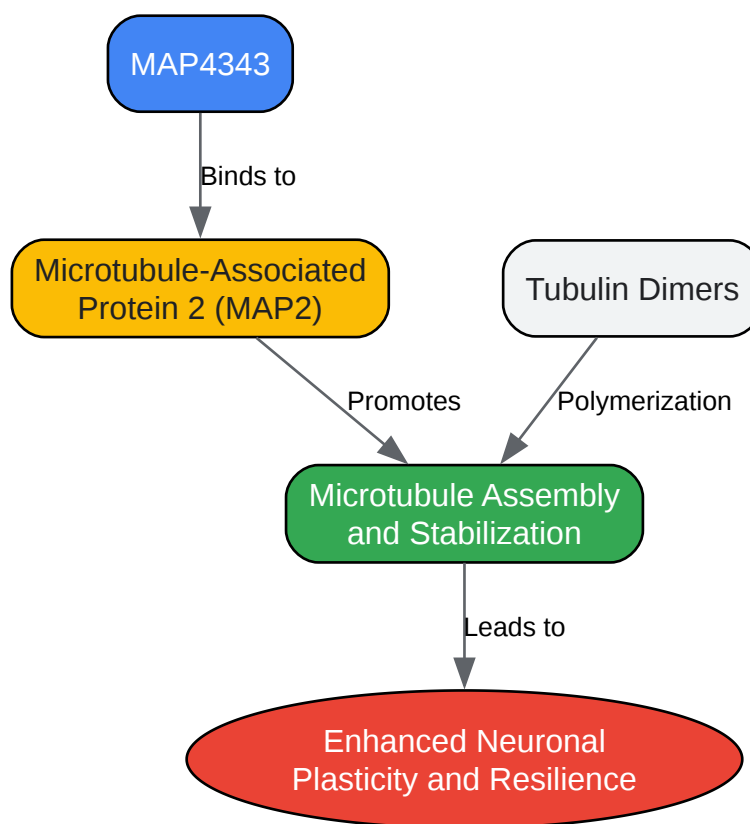 MAP4343
Binds to
Microtubule-Associated
Protein 2 (MAP2)
Tubulin Dimers
Promotes
Polymerization
Microtubule Assembly
and Stabilization
Leads to
Enhanced Neuronal
Plasticity and Resilience